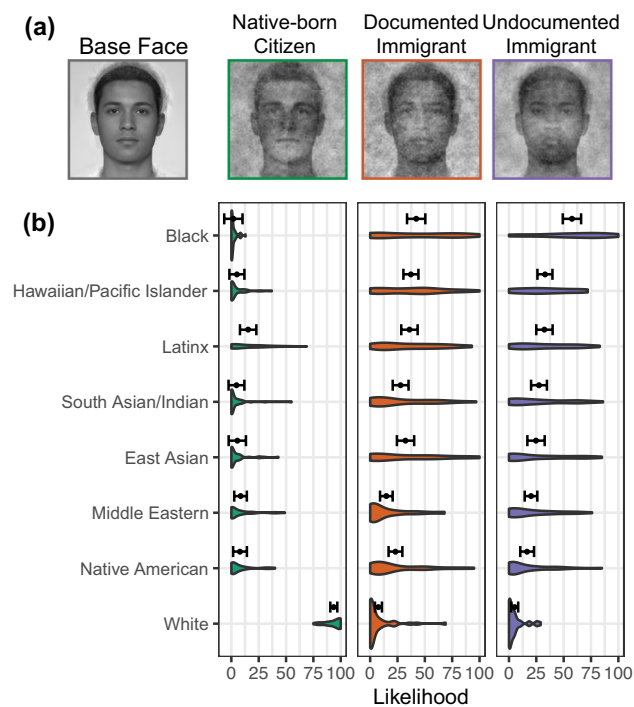 (a)
Base Face
Native-born
Citizen
Documented
Immigrant
Undocumented
Immigrant
(b)
Black
Hawaiian/Pacific Islander
Latinx
South Asian/Indian
East Asian
Middle Eastern
Native American
White
0 25 50 75 100 0 25 50 75 100 0 25 50 75 100
Likelihood